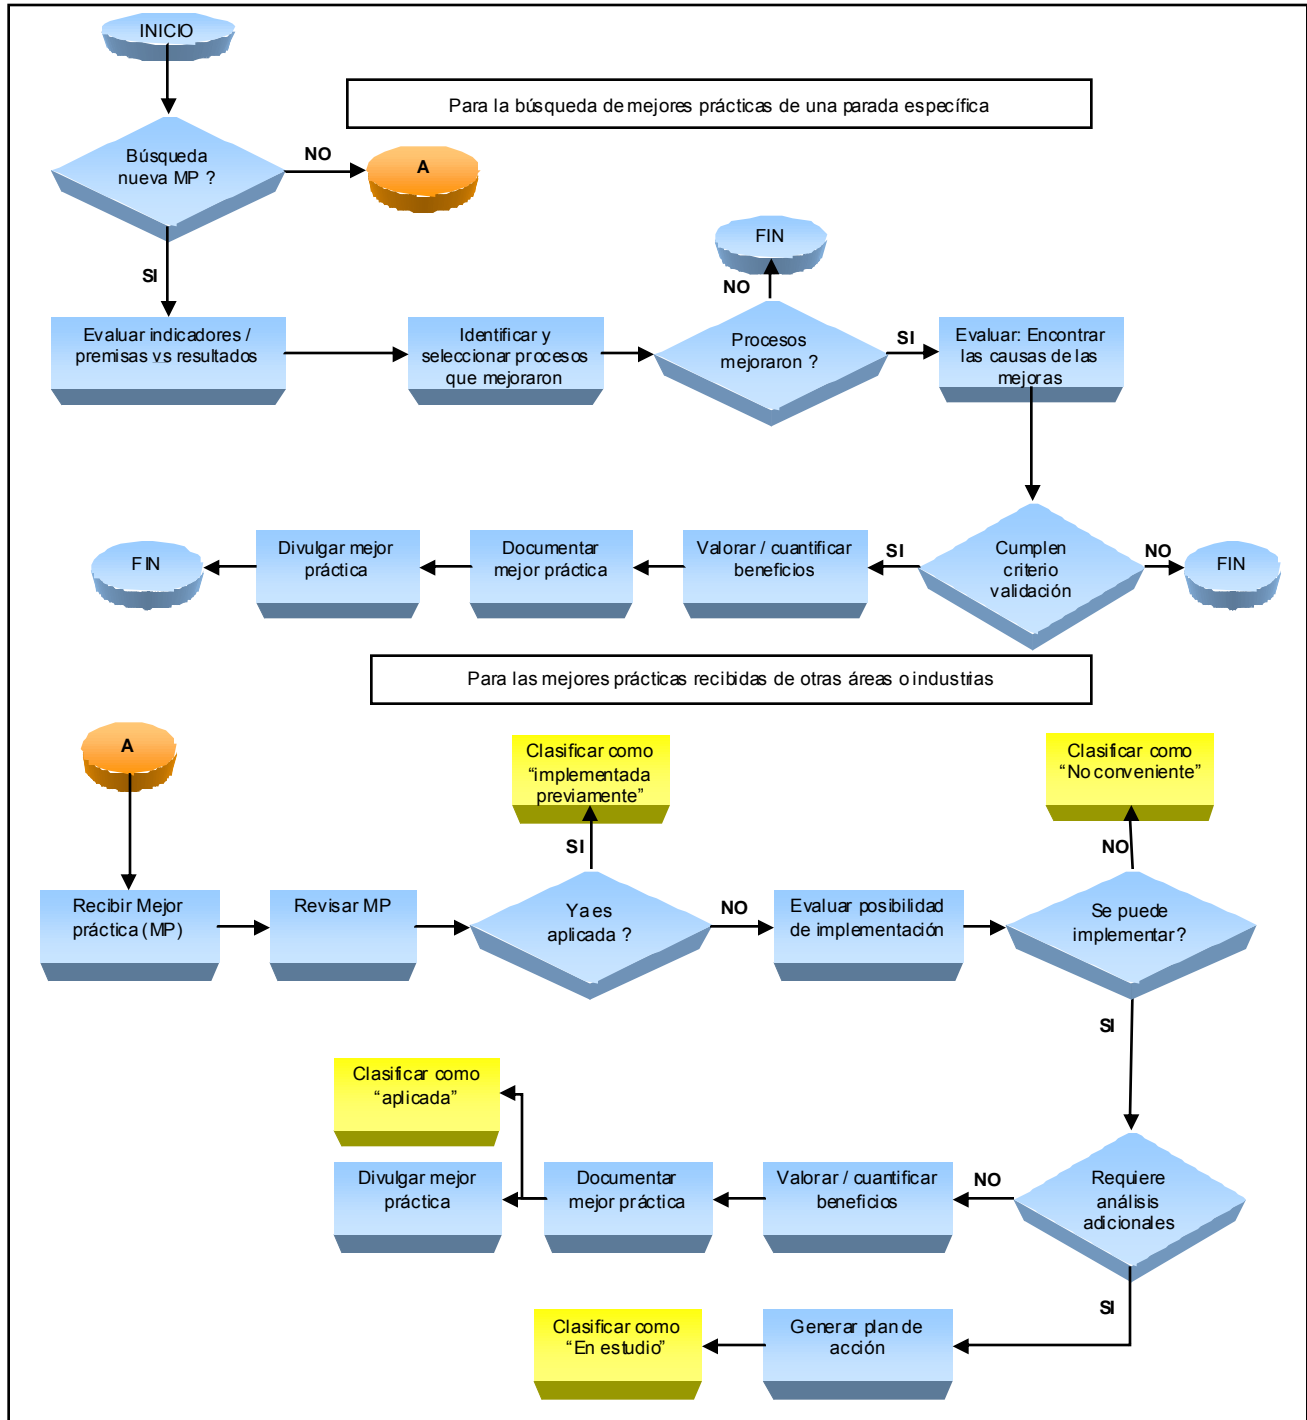 INICIO
Para la búsqueda de mejores prácticas de una parada específica
Búsqueda
nueva MP ?
NO
A
SI
FIN
NO
Evaluar indicadores /
premisas vs resultados
Identificar y
seleccionar procesos
que mejoraron
Procesos
mejoraron ?
SI
Evaluar: Encontrar
las causas de las
mejoras
FIN
Divulgar mejor
práctica
Documentar
mejor práctica
Valorar / cuantificar
beneficios
SI
Cumplen
criterio
validación
NO
FIN
Para las mejores prácticas recibidas de otras áreas o industrias
A
Clasificar como
“implementada
previamente”
Clasificar como
“No conveniente”
SI
NO
Recibir Mejor
práctica (MP)
Revisar MP
Ya es
aplicada ?
NO
Evaluar posibilidad
de implementación
Se puede
implementar?
SI
Clasificar como
“aplicada”
Divulgar mejor
práctica
Documentar
mejor práctica
Valorar / cuantificar
beneficios
NO
Requiere
análisis
adicionales
SI
Clasificar como
“En estudio”
Generar plan de
acción